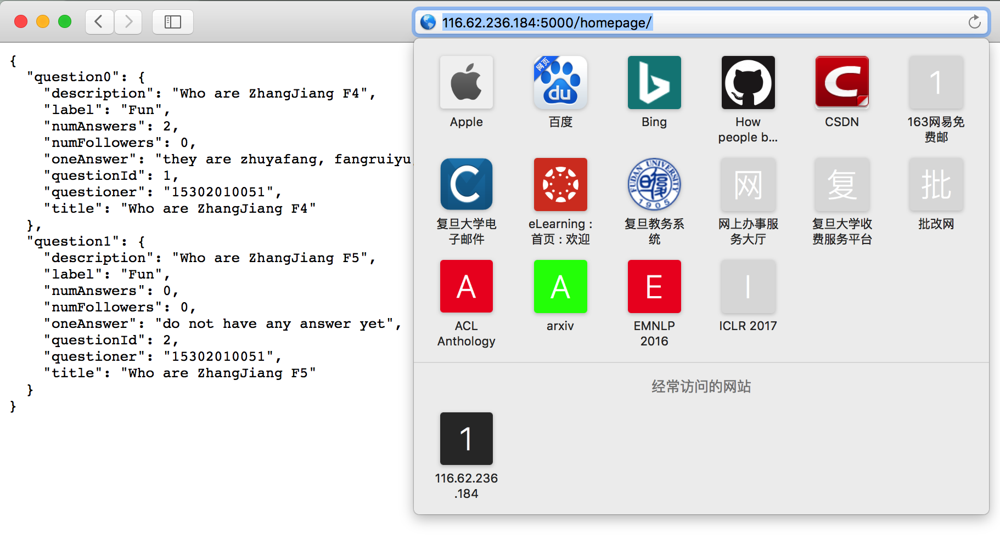 116.62.236.184:5000/homepage/
{
"question0": {
"description": "Who are ZhangJiang F4",
"label": "Fun",
"numAnswers": 2,
"numFollowers": 0,
"oneAnswer": "they are zhuyafang, fangruiyu,
"questionId": 1,
"questioner": "15302010051",
"title": "Who are ZhangJiang F4"
},
"question1": {
"description": "Who are ZhangJiang F5",
"label": "Fun",
"numAnswers": 0,
"numFollowers": 0,
"oneAnswer": "do not have any answer yet",
"questionId": 2,
"questioner": "15302010051",
"title": "Who are ZhangJiang F5"
}
}
网页
du
C
1
Apple
百度
Bing
How
people b...
CSDN
163网易免
费邮
C
FUDAN UNIVERSITY
1905
网
复
批
复旦大学电
子邮件
eLearning :
首页 : 欢迎
复旦教务系
统
网上办事服
务大厅
复旦大学收
费服务平台
批改网
A
A
E
I
ACL
Anthology
arxiv
EMNLP
2016
ICLR 2017
经常访问的网站
1
116.62.236
.184